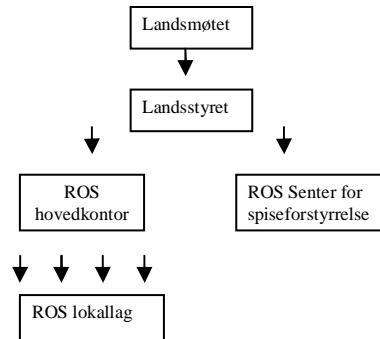 Landsmøtet
Landsstyret
ROS
hovedkontor
ROS Senter for
spiseforstyrrelse
ROS lokallag